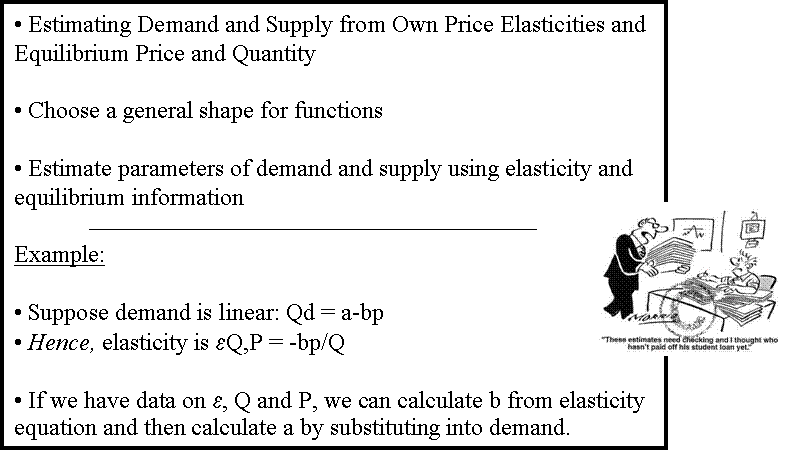 • Estimating Demand and Supply from Own Price Elasticities and
Equilibrium Price and Quantity
• Choose a general shape for functions
• Estimate parameters of demand and supply using elasticity and
equilibrium information
Example:
• Suppose demand is linear: Qd = a-bp
• Hence, elasticity is εQ,P = -bp/Q
• If we have data on ε, Q and P, we can calculate b from elasticity
equation and then calculate a by substituting into demand.
MORRIS
"These estimates need checking and I thought who
hasn't paid off his student loan yet."